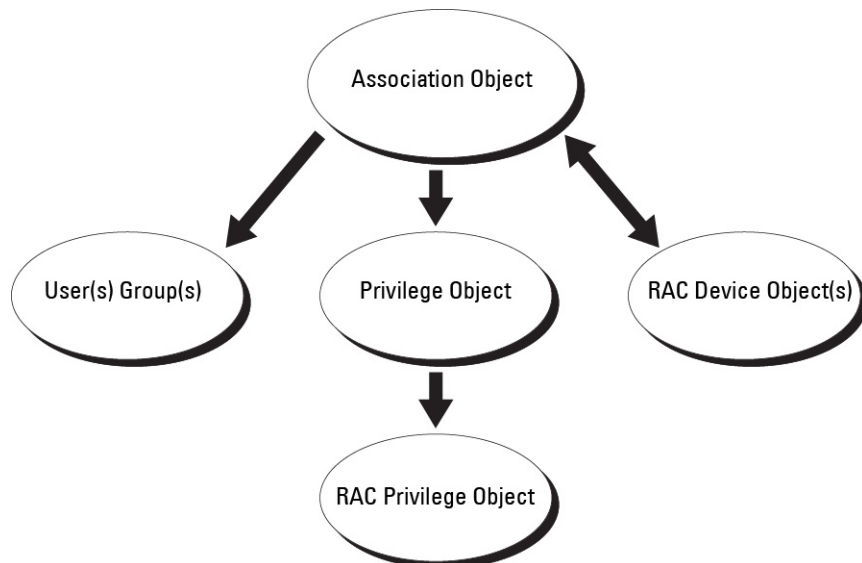 Association Object
User(s) Group(s)
Privilege Object
RAC Device Object(s)
RAC Privilege Object